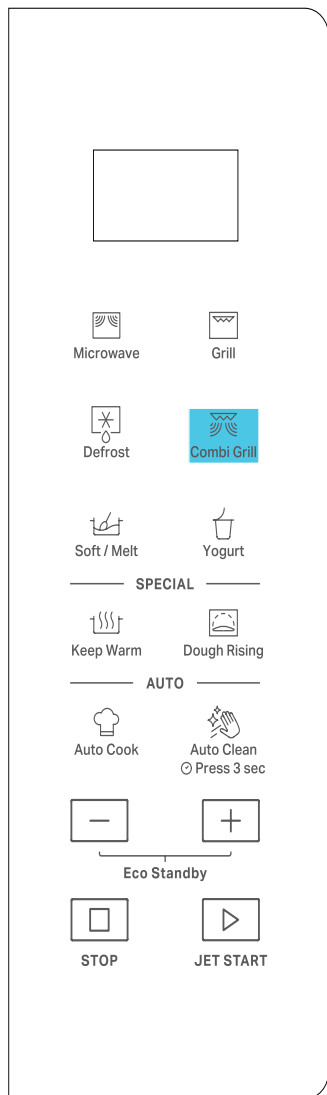 Microwave
Grill
Defrost
Combi Grill
Soft / Melt
Yogurt
SPECIAL
Keep Warm
Dough Rising
AUTO
Auto Cook
Auto Clean
Press 3 sec
Eco Standby
STOP
JET START